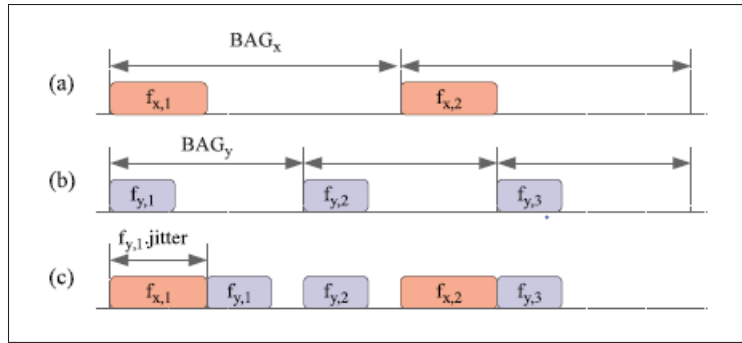 BAGx
(a)
fx,1 fx,2
BAGy
(b)
fy,1 fy,2 fy,3
fy,1.jitter
(c)
fx,1 fy,1 fy,2 fx,2 fy,3